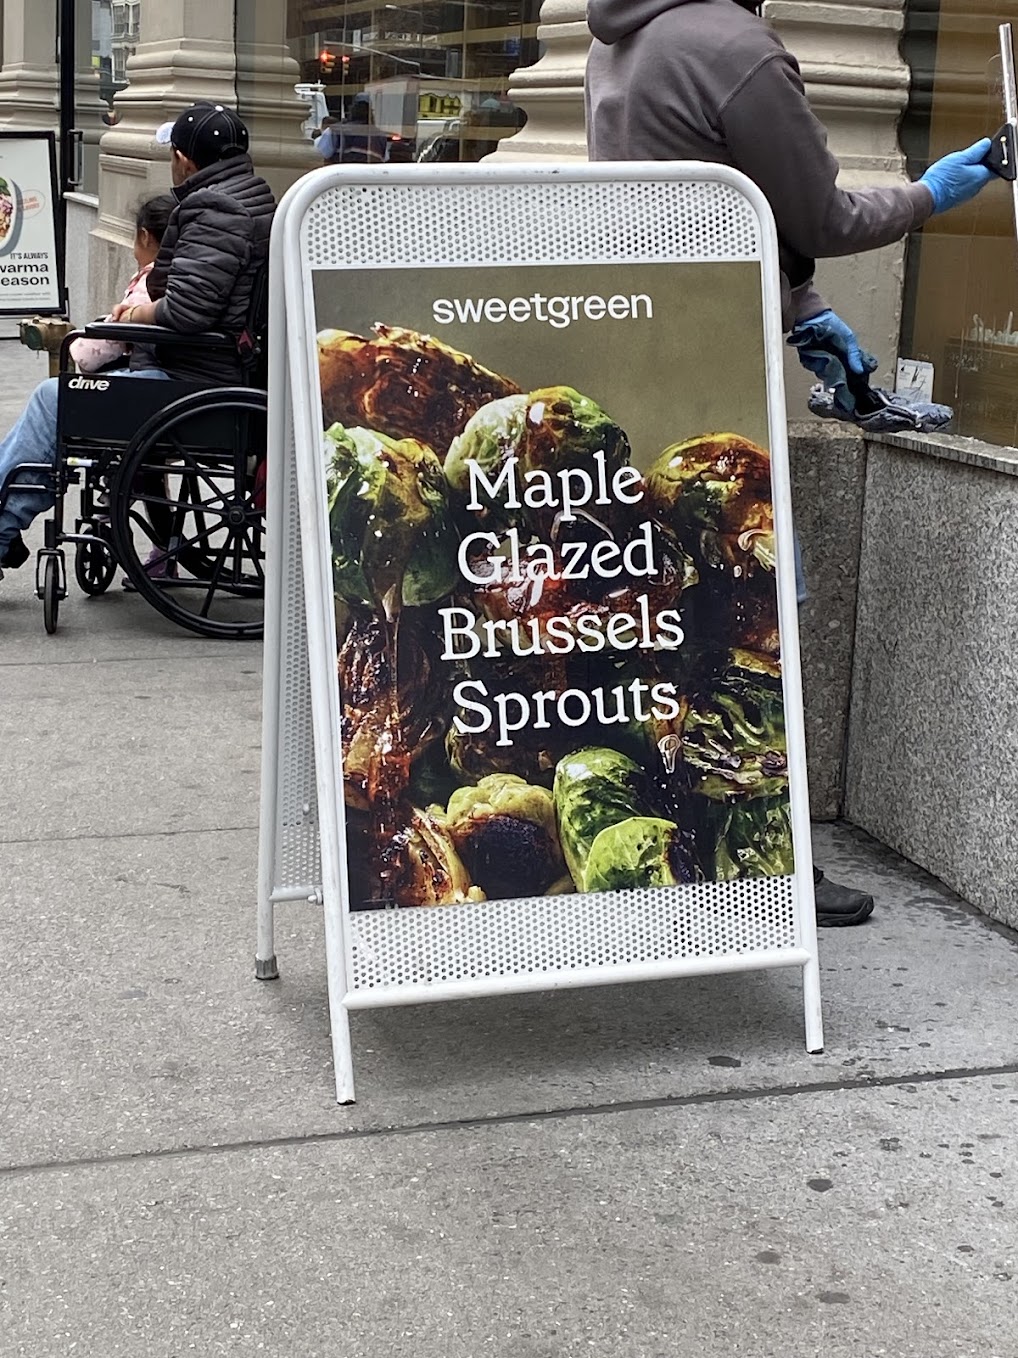 sweetgreen
Maple
Glazed
Brussels
Sprouts
drive
IT'S ALWAYS
warma
eason